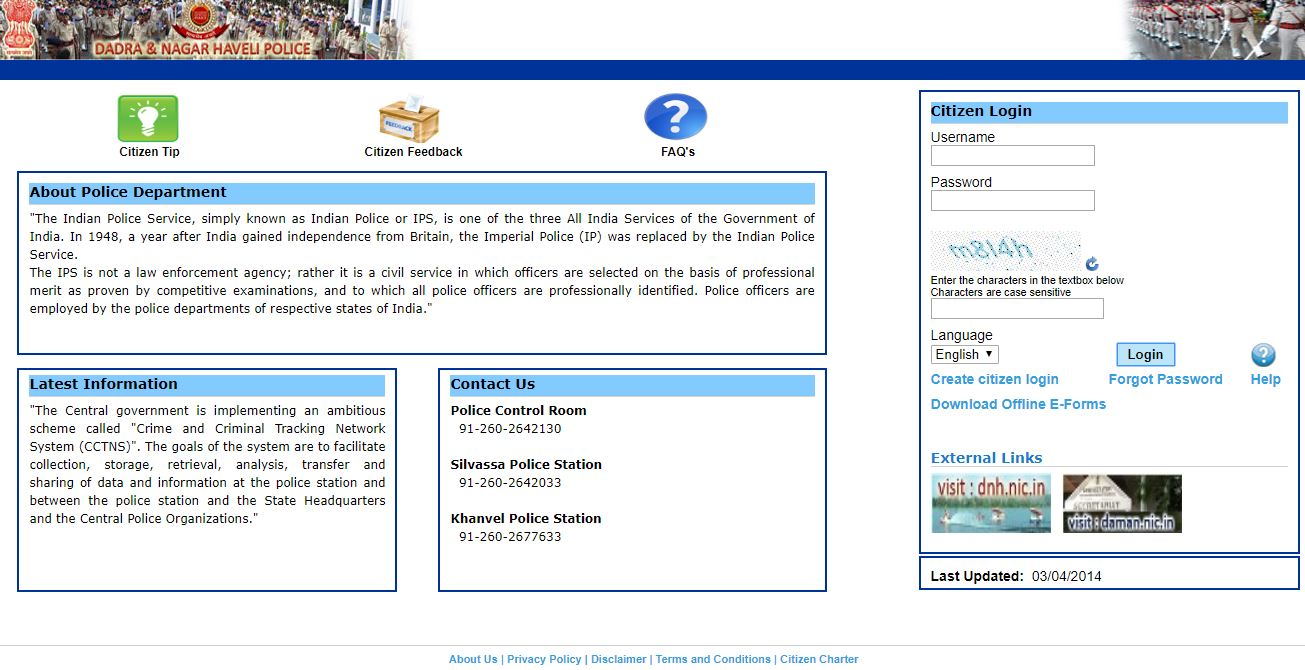 DADRA & NAGAR HAVELI POLICE
Citizen Tip
FEEDBACK
Citizen Feedback
?
FAQ's
About Police Department
"The Indian Police Service, simply known as Indian Police or IPS, is one of the three All India Services of the Government of
India. In 1948, a year after India gained independence from Britain, the Imperial Police (IP) was replaced by the Indian Police
Service.
The IPS is not a law enforcement agency; rather it is a civil service in which officers are selected on the basis of professional
merit as proven by competitive examinations, and to which all police officers are professionally identified. Police officers are
employed by the police departments of respective states of India."
Latest Information
"The Central government is implementing an ambitious
scheme called "Crime and Criminal Tracking Network
System (CCTNS)". The goals of the system are to facilitate
collection, storage, retrieval, analysis, transfer and
sharing of data and information at the police station and
between the police station and the State Headquarters
and the Central Police Organizations."
Contact Us
Police Control Room
91-260-2642130
Silvassa Police Station
91-260-2642033
Khanvel Police Station
91-260-2677633
Citizen Login
Username
Password
Enter the characters in the textbox below
Characters are case sensitive
Language
English
Login
?
Create citizen login
Forgot Password
Help
Download Offline E-Forms
External Links
visit : dnh.nic.in
SECRETARIAT
visit : daman.nic.in
Last Updated: 03/04/2014
About Us | Privacy Policy | Disclaimer | Terms and Conditions | Citizen Charter